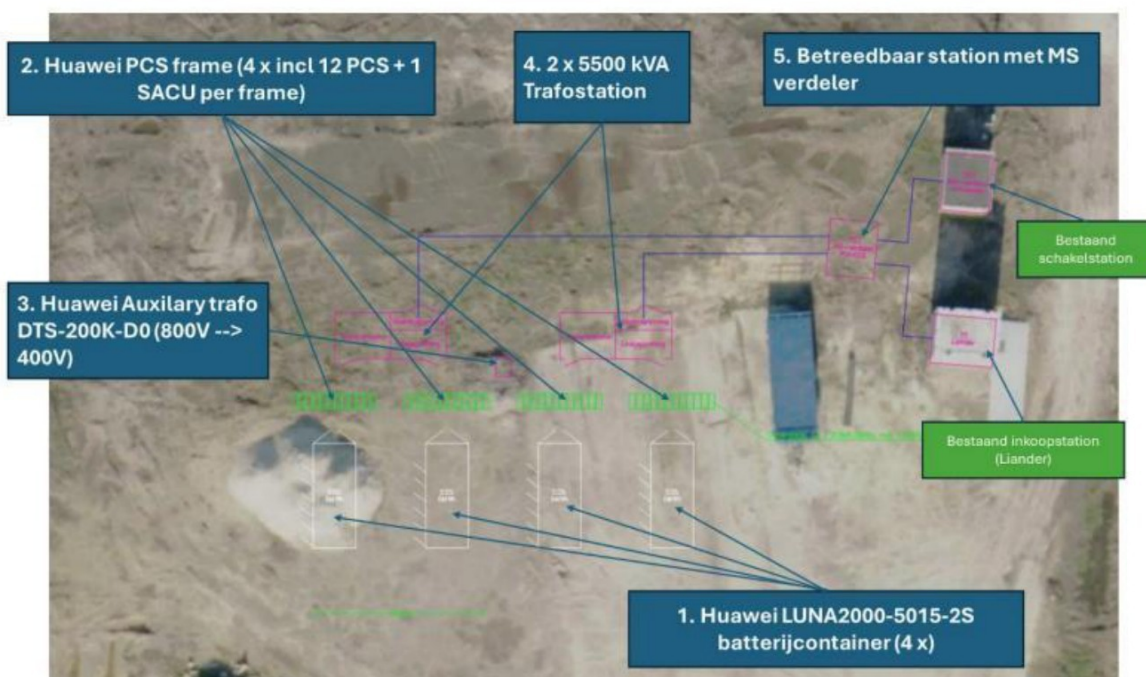 2. Huawei PCS frame (4 x incl 12 PCS + 1
SACU per frame)
4. 2 x 5500 kVA
Trafostation
5. Betreedbaar station met MS
verdeler
Bestaand
schakelstation
3. Huawei Auxilary trafo
DTS-200K-D0 (800V -->
400V)
Bestaand inkoopstation
(Liander)
1. Huawei LUNA2000-5015-2S
batterijcontainer (4 x)